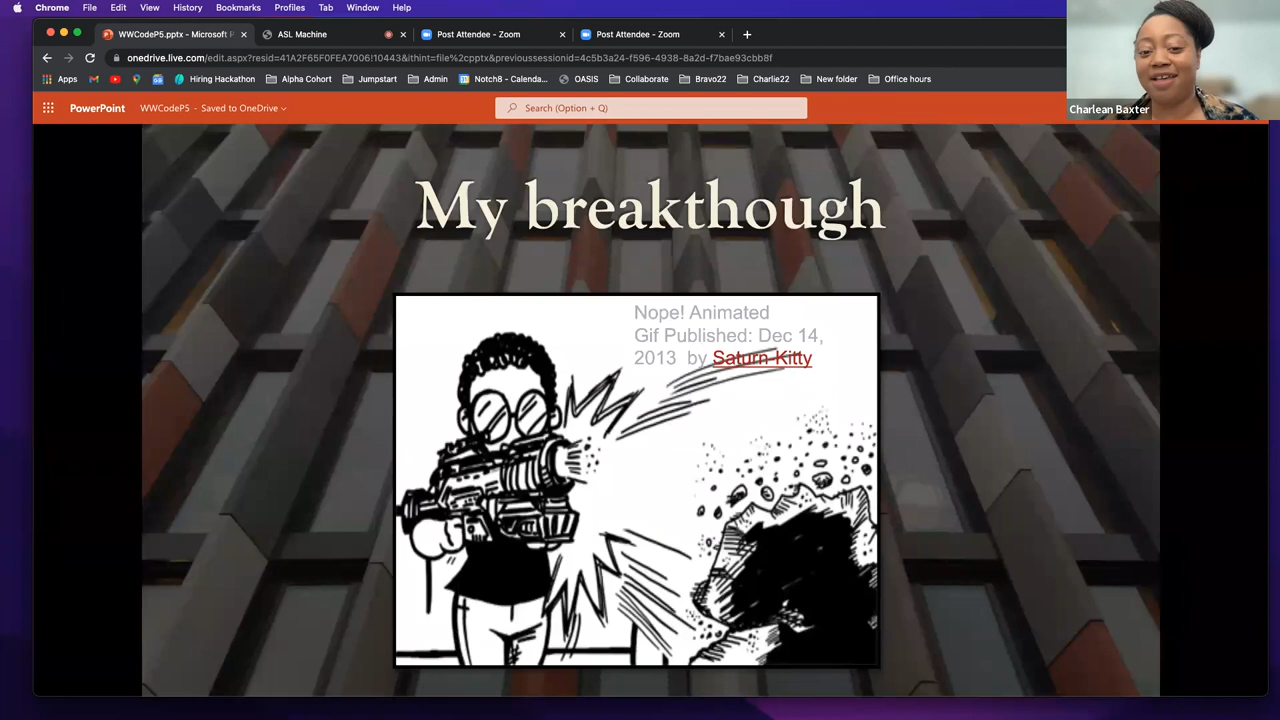 Chrome File Edit View History Bookmarks Profiles Tab Window Help
WWCodeP5.pptx - Microsoft P ASL Machine Post Attendee - Zoom Post Attendee - Zoom
onedrive.live.com/edit.aspx?resid=41A2F65F0FEA7006!10443&ithint=file%2cpptx&previoussessionid=4c5b3a24-f596-4938-8a2d-f7bae93cbb8f
Apps Hiring Hackathon Alpha Cohort Jumpstart Admin Notch8 - Calenda... OASIS Collaborate Bravo22 Charlie22 New folder Office hours
Charlean Baxter
PowerPoint WWCodeP5 - Saved to OneDrive Search (Option + Q)
My breakthough
Nope! Animated
Gif Published: Dec 14,
2013 by Saturn Kitty